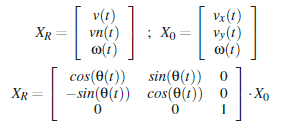 X_R = [ v(t) vn(t) ω(t) ] ; X_0 = [ v_x(t) v_y(t) ω(t) ]
X_R = [ cos(θ(t)) sin(θ(t)) 0
-sin(θ(t)) cos(θ(t)) 0
0 0 1 ] · X_0